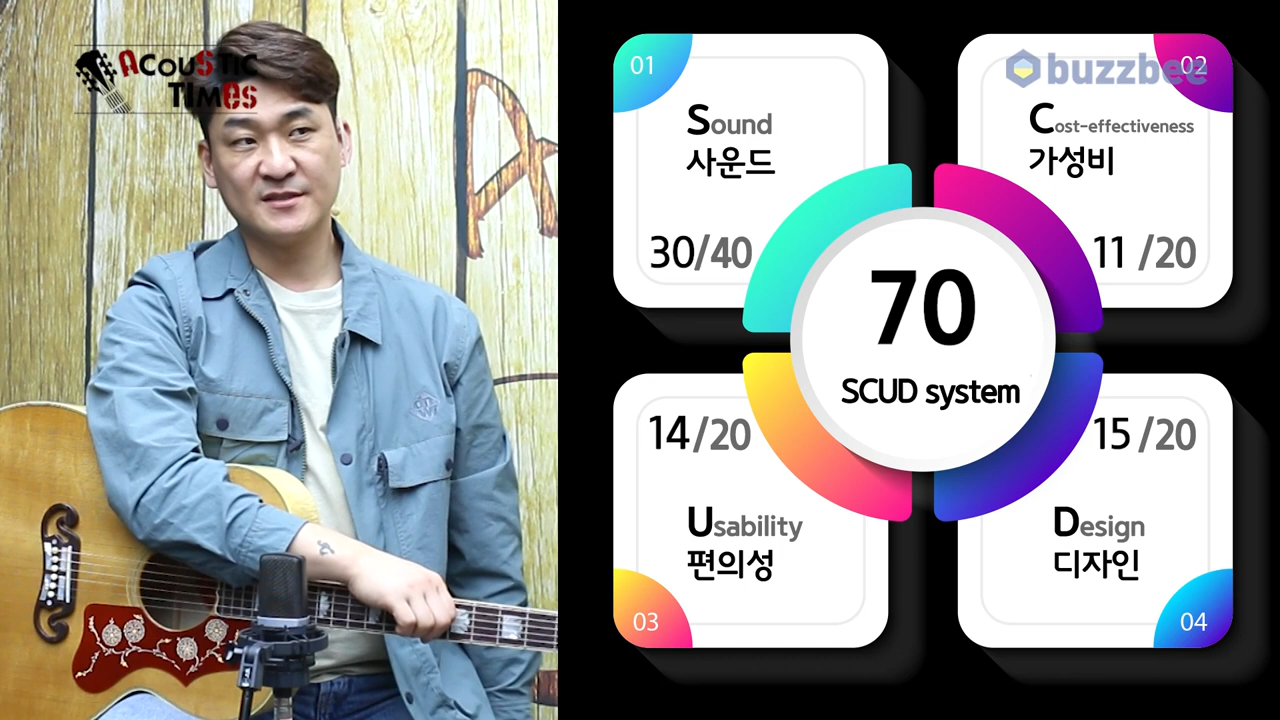 ACOUSTIC
TIMES
buzzbee
01
Sound
사운드
30/40
02
Cost-effectiveness
가성비
11 /20
70
SCUD system
14/20
Usability
편의성
03
15 /20
Design
디자인
04